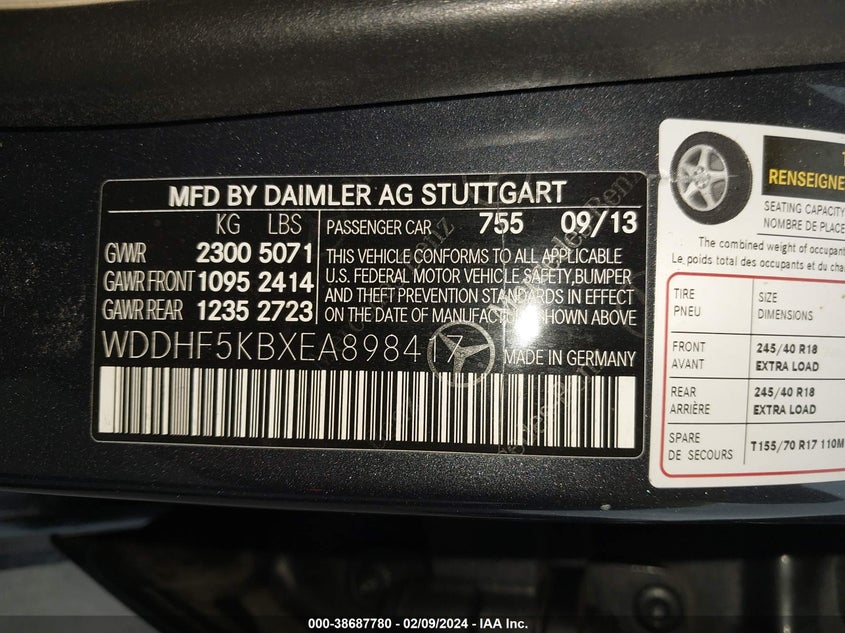 MFD BY DAIMLER AG STUTTGART
KG LBS
GWWR 2300 5071
GAWR FRONT 1095 2414
GAWR REAR 1235 2723
PASSENGER CAR 755 09/13
THIS VEHICLE CONFORMS TO ALL APPLICABLE
U.S. FEDERAL MOTOR VEHICLE SAFETY, BUMPER
AND THEFT PREVENTION STANDARDS IN EFFECT
ON THE DATE OF MANUFACTURE SHOWN ABOVE
WDDHF5KBXEA898417
MADE IN GERMANY
RENSEIGNE
SEATING CAPACITY
NOMBRE DE PLACE
The combined weight of occupant
Le poids total des occupants et du cha
TIRE SIZE
PNEU DIMENSIONS
FRONT 245/40 R18
AVANT EXTRA LOAD
REAR 245/40 R18
ARRIÈRE EXTRA LOAD
SPARE T155/70 R17 110M
DE SECOURS
000-38687780 - 02/09/2024 - IAA Inc.